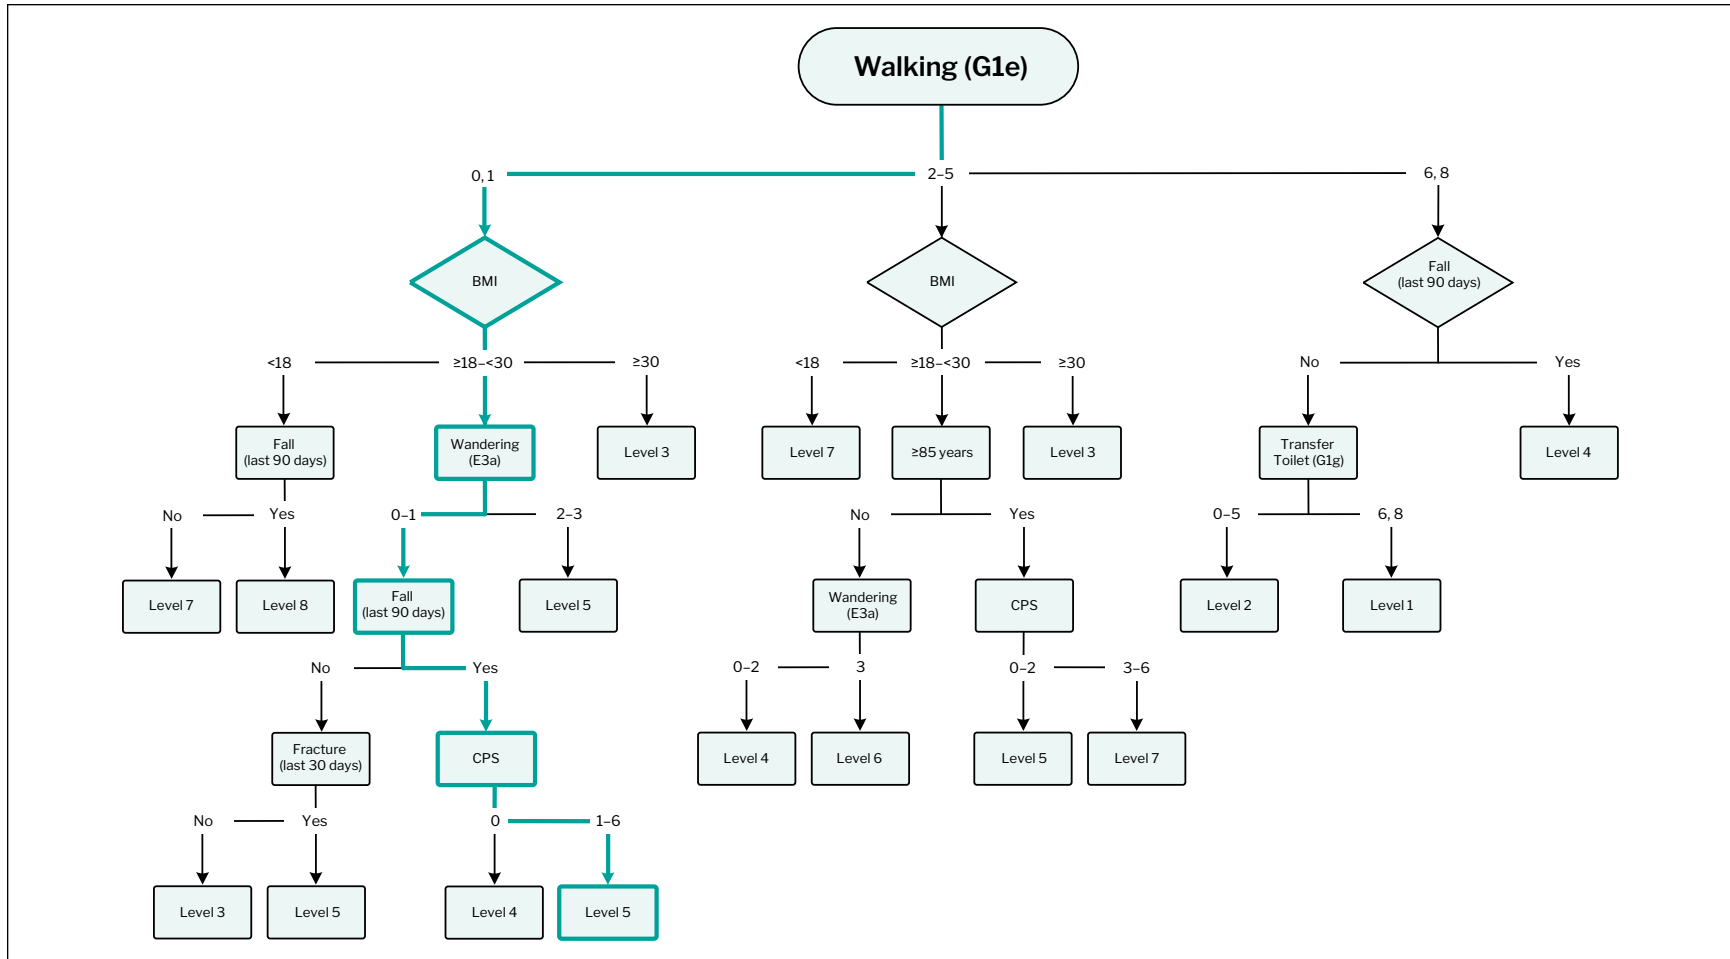 Walking (G1e)
0, 1
2–5
6, 8
BMI
BMI
Fall
(last 90 days)
<18
≥18–<30
≥30
<18
≥18–<30
≥30
No
Yes
Fall
(last 90 days)
Wandering
(E3a)
Level 3
Level 7
≥85 years
Level 3
Transfer
Toilet (G1g)
Level 4
No
Yes
0–1
2–3
No
Yes
0–5
6, 8
Level 7
Level 8
Fall
(last 90 days)
Level 5
Wandering
(E3a)
CPS
Level 2
Level 1
No
Yes
0–2
3
0–2
3–6
Fracture
(last 30 days)
CPS
Level 4
Level 6
Level 5
Level 7
No
Yes
0
1–6
Level 3
Level 5
Level 4
Level 5